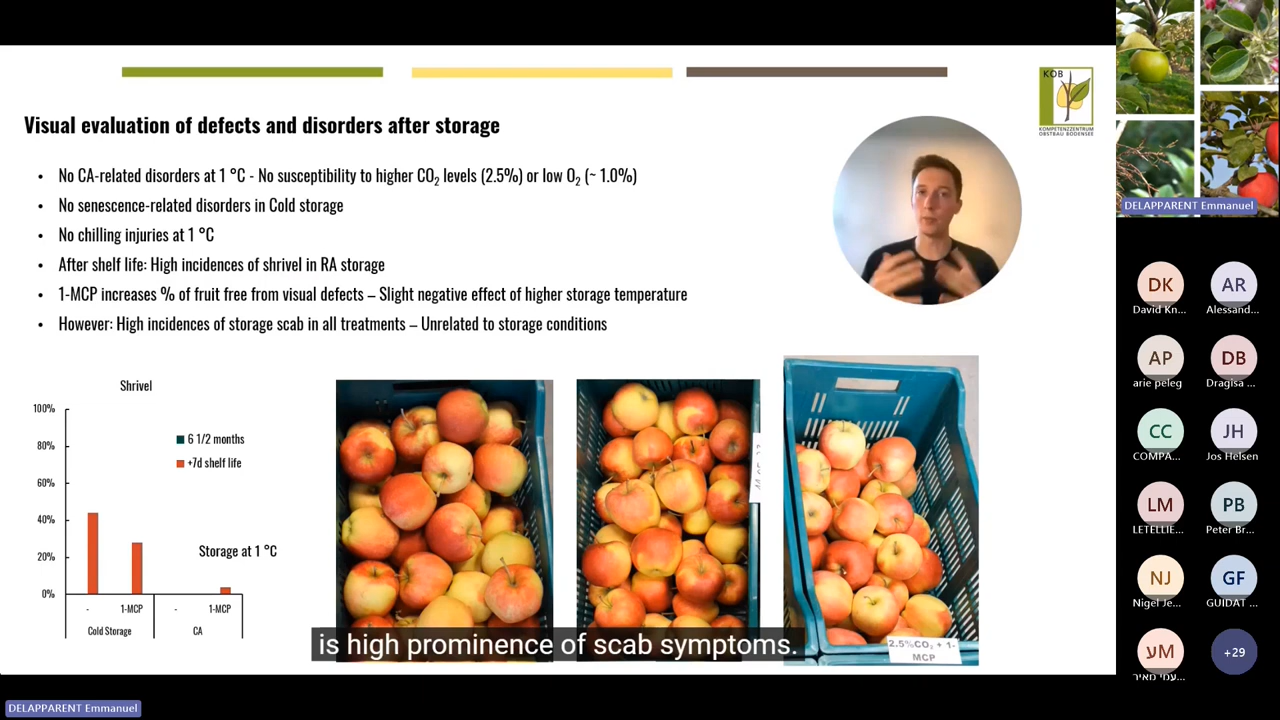 KOB
KOMPETENZZENTRUM
OBSTBAU BODENSEE
Visual evaluation of defects and disorders after storage
• No CA-related disorders at 1 °C - No susceptibility to higher CO₂ levels (2.5%) or low O₂ (~ 1.0%)
• No senescence-related disorders in Cold storage
• No chilling injuries at 1 °C
• After shelf life: High incidences of shrivel in RA storage
• 1-MCP increases % of fruit free from visual defects – Slight negative effect of higher storage temperature
• However: High incidences of storage scab in all treatments – Unrelated to storage conditions
Shrivel
100%
80%
60%
40%
20%
0%
6 1/2 months
+7d shelf life
Storage at 1 °C
- 1-MCP - 1-MCP
Cold Storage CA
2.5%CO₂ + 1-
MCP
is high prominence of scab symptoms.
DELAPPARENT Emmanuel
DELAPPARENT Emmanuel
DK AR
David Kn... Alessand...
AP DB
arie peleg Dragisa ...
CC JH
COMPA... Jos Helsen
LM PB
LETELLIE... Peter Br...
NJ GF
Nigel Je... GUIDAT ...
מע +29
עמי מאיר...